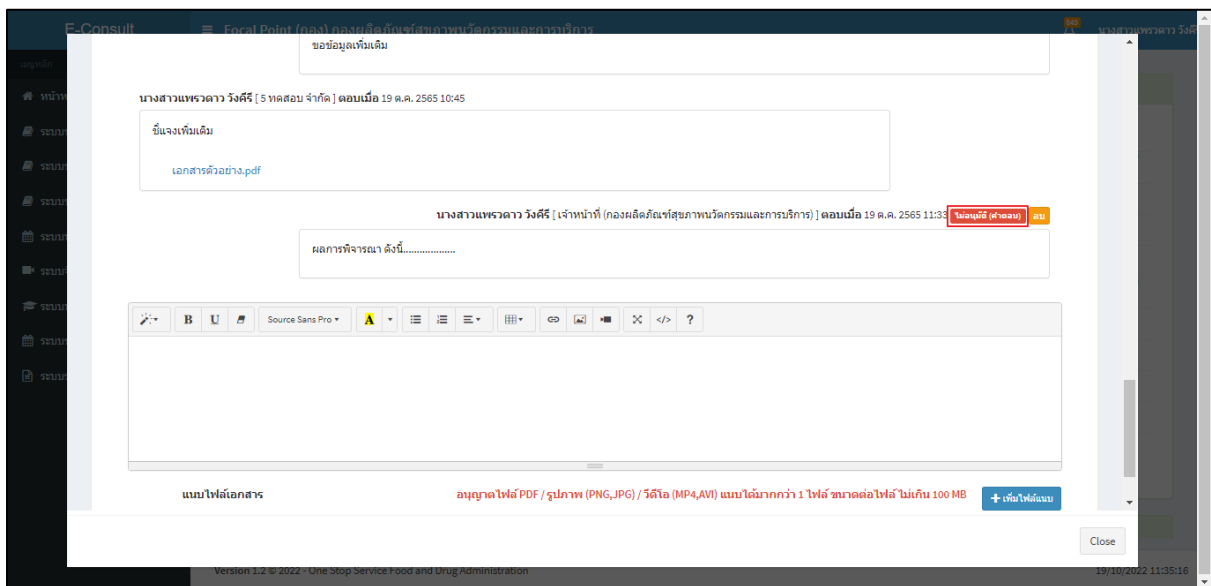 E-Consult
Focal Point (กอง) กองผลิตภัณฑ์สุขภาพนวัตกรรมและการบริการ
645
นางสาวแพรวดาว วังคีรี
เมนูหลัก
ขอข้อมูลเพิ่มเติม
นางสาวแพรวดาว วังคีรี [ 5 ทดสอบ จำกัด ] ตอบเมื่อ 19 ต.ค. 2565 10:45
ชี้แจงเพิ่มเติม
เอกสารตัวอย่าง.pdf
นางสาวแพรวดาว วังคีรี [ เจ้าหน้าที่ (กองผลิตภัณฑ์สุขภาพนวัตกรรมและการบริการ) ] ตอบเมื่อ 19 ต.ค. 2565 11:33 ไม่อนุมัติ (คำตอบ) ลบ
ผลการพิจารณา ดังนี้...................
B U Source Sans Pro A </> ?
แนบไฟล์เอกสาร
อนุญาตไฟล์ PDF / รูปภาพ (PNG,JPG) / วีดีโอ (MP4,AVI) แนบได้มากกว่า 1 ไฟล์ ขนาดต่อไฟล์ ไม่เกิน 100 MB
+ เพิ่มไฟล์แนบ
Close
Version 1.2 © 2022 - One Stop Service Food and Drug Administration
19/10/2022 11:35:16